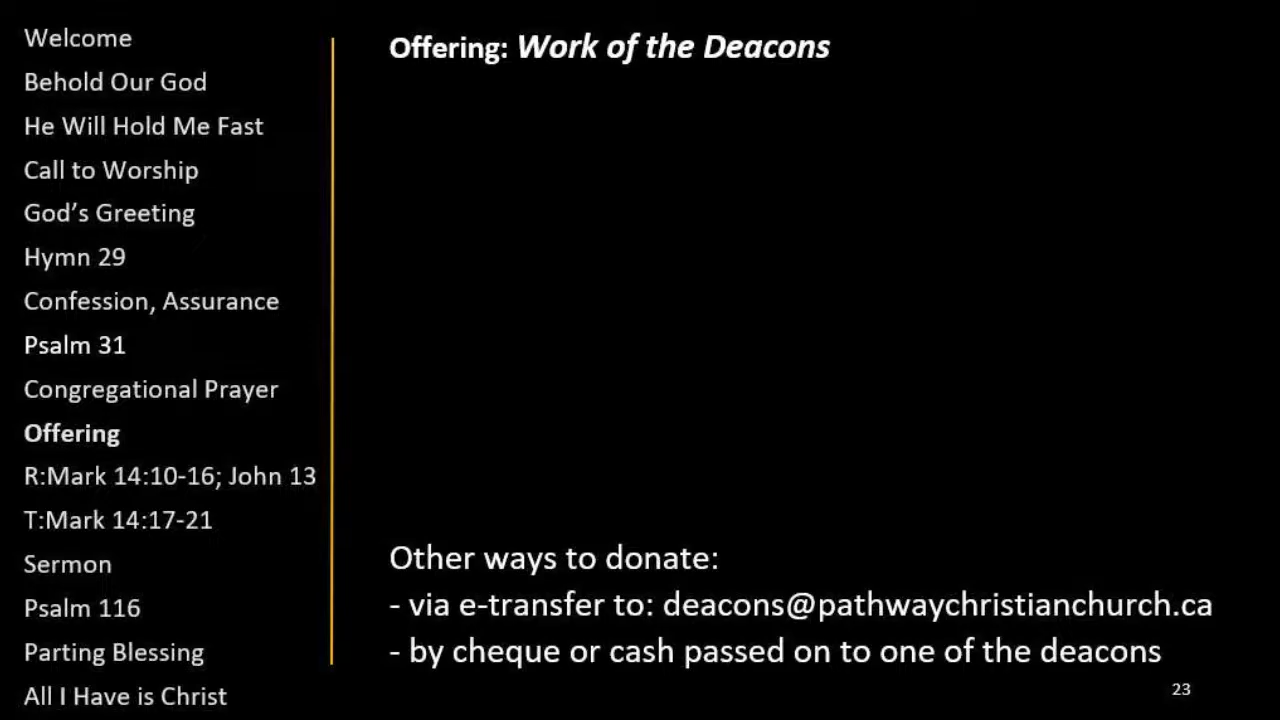 Welcome
Behold Our God
He Will Hold Me Fast
Call to Worship
God’s Greeting
Hymn 29
Confession, Assurance
Psalm 31
Congregational Prayer
Offering
R:Mark 14:10-16; John 13
T:Mark 14:17-21
Sermon
Psalm 116
Parting Blessing
All I Have is Christ
Offering: Work of the Deacons
Other ways to donate:
- via e-transfer to: deacons@pathwaychristianchurch.ca
- by cheque or cash passed on to one of the deacons
23